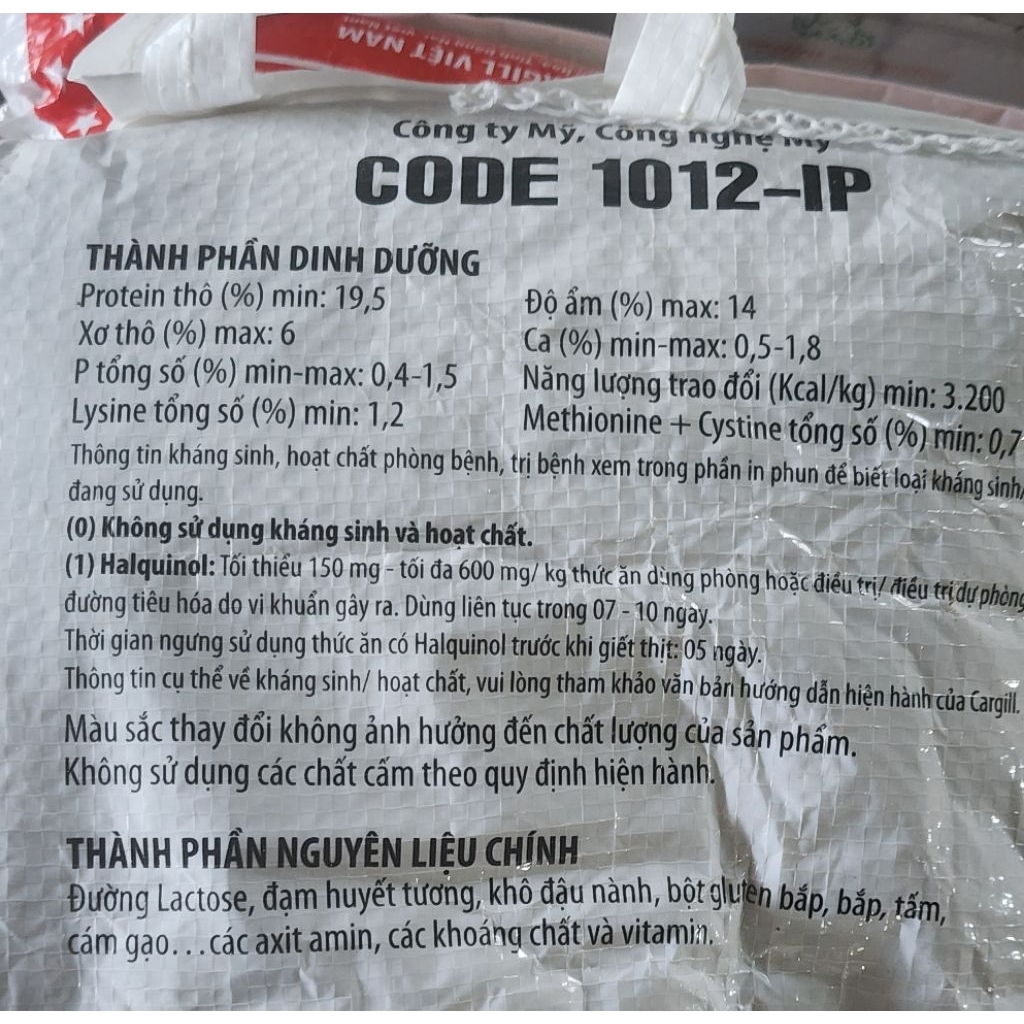 VIỆT NAM
Công ty Mỹ, Công nghệ Mỹ
CODE 1012-IP
THÀNH PHẦN DINH DƯỠNG
Protein thô (%) min: 19,5
Độ ẩm (%) max: 14
Xơ thô (%) max: 6
Ca (%) min-max: 0,5-1,8
P tổng số (%) min-max: 0,4-1,5
Năng lượng trao đổi (Kcal/kg) min: 3.200
Lysine tổng số (%) min: 1,2
Methionine + Cystine tổng số (%) min: 0,7
Thông tin kháng sinh, hoạt chất phòng bệnh, trị bệnh xem trong phần in phun để biết loại kháng sinh/
đang sử dụng.
(0) Không sử dụng kháng sinh và hoạt chất.
(1) Halquinol: Tối thiểu 150 mg - tối đa 600 mg/ kg thức ăn dùng phòng hoặc điều trị/ điều trị dự phòng
đường tiêu hóa do vi khuẩn gây ra. Dùng liên tục trong 07 - 10 ngày.
Thời gian ngưng sử dụng thức ăn có Halquinol trước khi giết thịt: 05 ngày.
Thông tin cụ thể về kháng sinh/ hoạt chất, vui lòng tham khảo văn bản hướng dẫn hiện hành của Cargill.
Màu sắc thay đổi không ảnh hưởng đến chất lượng của sản phẩm.
Không sử dụng các chất cấm theo quy định hiện hành.
THÀNH PHẦN NGUYÊN LIỆU CHÍNH
Đường Lactose, đạm huyết tương, khô đậu nành, bột gluten bắp, bắp, tấm,
cám gạo...các axit amin, các khoáng chất và vitamin.